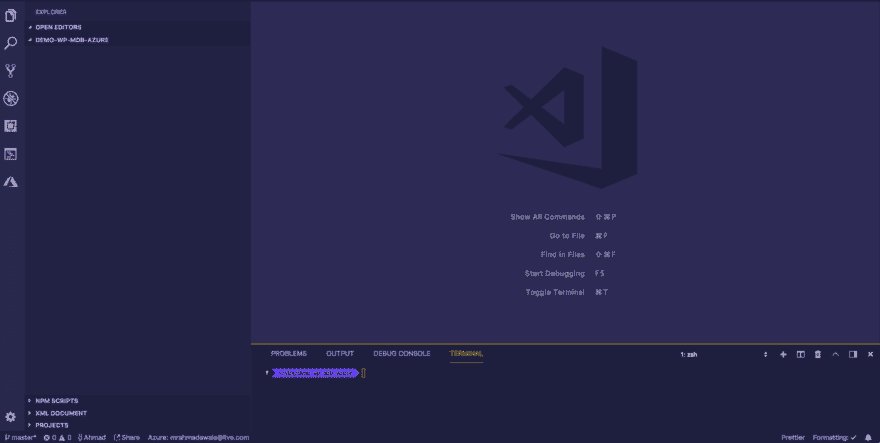 EXPLORER
OPEN EDITORS
DEMO-WP-MDB-AZURE
Show All Commands ⇧⌘P
Go to File ⌘P
Find in Files ⇧⌘F
Start Debugging F5
Toggle Terminal ⌘T
PROBLEMS OUTPUT DEBUG CONSOLE TERMINAL 1: zsh
NPM SCRIPTS
XML DOCUMENT
PROJECTS
master* 0 0 Ahmad Share Azure: mrahmadawais@live.com Prettier Formatting: ✓